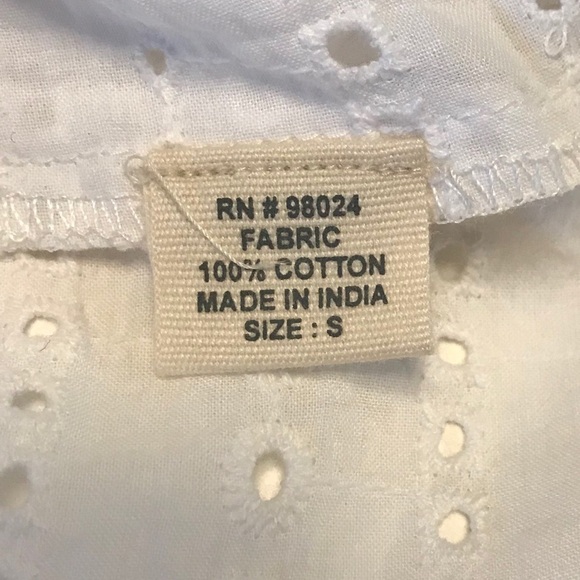 RN # 98024
FABRIC
100% COTTON
MADE IN INDIA
SIZE : S